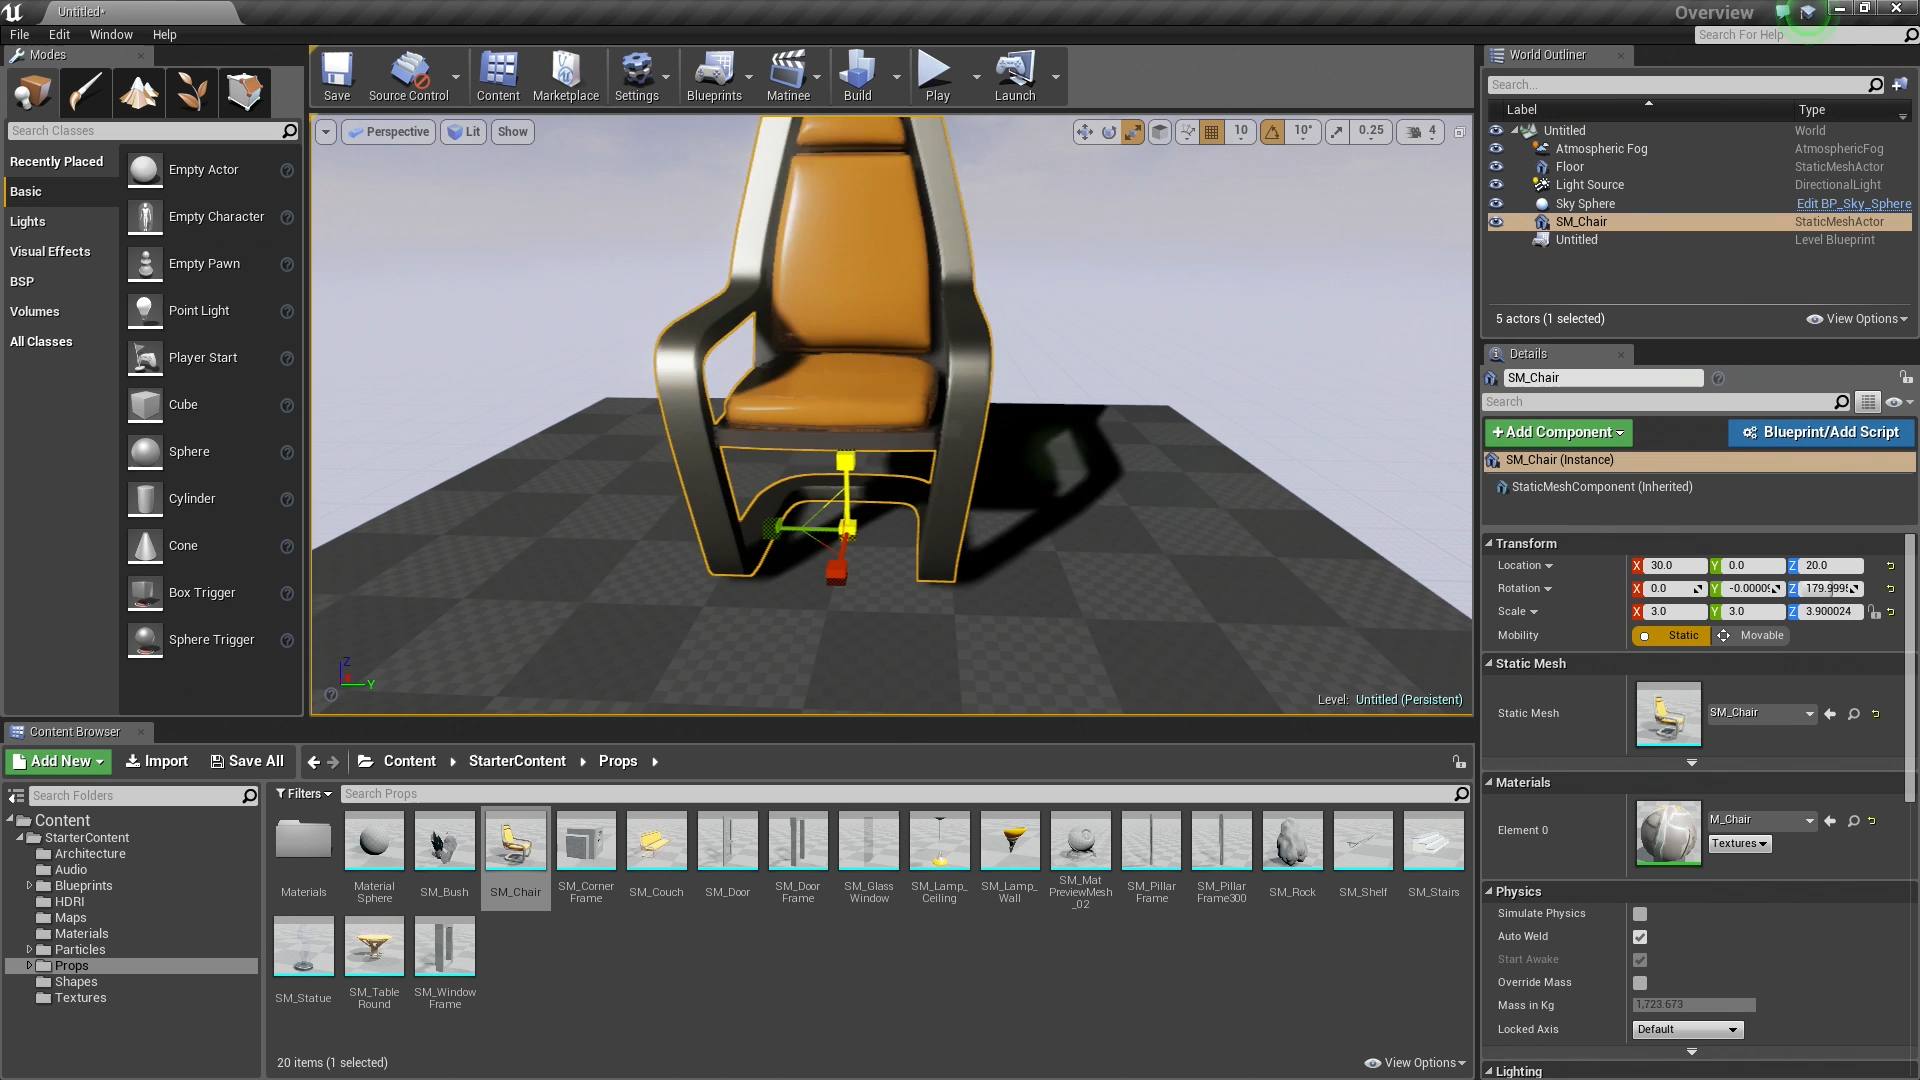 Untitled*
Overview
File Edit Window Help
Search For Help
Modes
Search Classes
Recently Placed
Basic
Lights
Visual Effects
BSP
Volumes
All Classes
Empty Actor
Empty Character
Empty Pawn
Point Light
Player Start
Cube
Sphere
Cylinder
Cone
Box Trigger
Sphere Trigger
Save
Source Control
Content
Marketplace
Settings
Blueprints
Matinee
Build
Play
Launch
Perspective
Lit
Show
10
10°
0.25
4
Z
Y
Level: Untitled (Persistent)
World Outliner
Search...
Label Type
Untitled World
Atmospheric Fog AtmosphericFog
Floor StaticMeshActor
Light Source DirectionalLight
Sky Sphere Edit BP_Sky_Sphere
SM_Chair StaticMeshActor
Untitled Level Blueprint
5 actors (1 selected)
View Options
Details
SM_Chair
Search
+Add Component
Blueprint/Add Script
SM_Chair (Instance)
StaticMeshComponent (Inherited)
Transform
Location X 30.0 Y 0.0 Z 20.0
Rotation X 0.0 Y -0.00009 Z 179.999
Scale X 3.0 Y 3.0 Z 3.900024
Mobility Static Movable
Static Mesh
Static Mesh SM_Chair
Materials
Element 0 M_Chair
Textures
Physics
Simulate Physics
Auto Weld
Start Awake
Override Mass
Mass in Kg 1,723.673
Locked Axis Default
Lighting
Content Browser
Add New Import Save All Content StarterContent Props
Search Folders
Filters
Search Props
Content
StarterContent
Architecture
Audio
Blueprints
HDRI
Maps
Materials
Particles
Props
Shapes
Textures
Materials
Material
Sphere
SM_Bush
SM_Chair
SM_Corner
Frame
SM_Couch
SM_Door
SM_Door
Frame
SM_Glass
Window
SM_Lamp_
Ceiling
SM_Lamp_
Wall
SM_Mat
PreviewMesh
_02
SM_Pillar
Frame
SM_Pillar
Frame300
SM_Rock
SM_Shelf
SM_Stairs
SM_Statue
SM_Table
Round
SM_Window
Frame
20 items (1 selected)
View Options